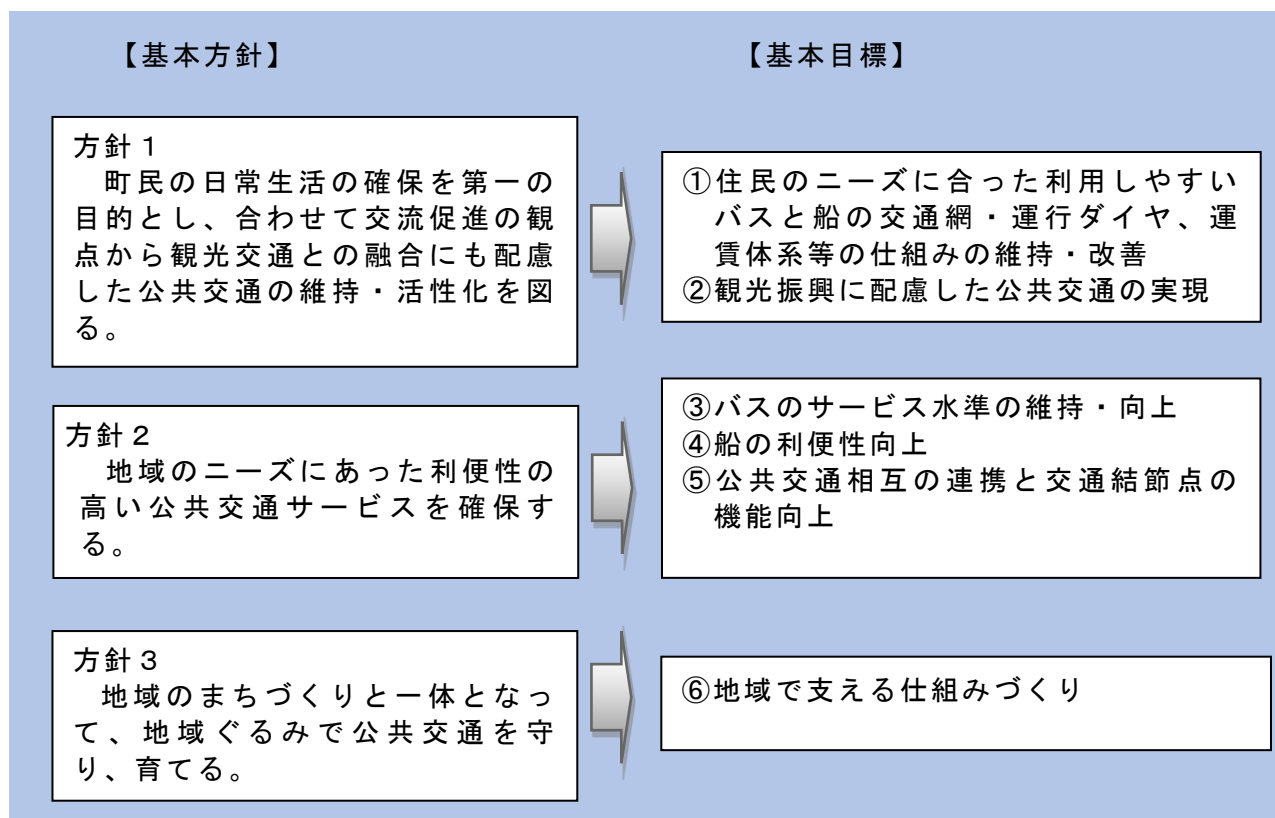 【基本方針】
【基本目標】
方針１
町民の日常生活の確保を第一の
目的とし、合わせて交流促進の観
点から観光交通との融合にも配慮
した公共交通の維持・活性化を図
る。
①住民のニーズに合った利用しやすい
バスと船の交通網・運行ダイヤ、運
賃体系等の仕組みの維持・改善
②観光振興に配慮した公共交通の実現
方針２
地域のニーズにあった利便性の
高い公共交通サービスを確保す
る。
③バスのサービス水準の維持・向上
④船の利便性向上
⑤公共交通相互の連携と交通結節点の
機能向上
方針３
地域のまちづくりと一体となっ
て、地域ぐるみで公共交通を守
り、育てる。
⑥地域で支える仕組みづくり